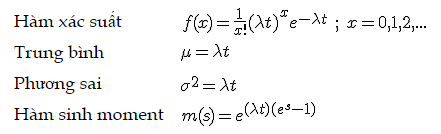 Hàm xác suất f(x) = \frac{1}{x!}(λt)^x e^{-λt} ; x = 0,1,2,...
Trung bình μ = λt
Phương sai σ² = λt
Hàm sinh moment m(s) = e^{(λt)(e^s−1)}